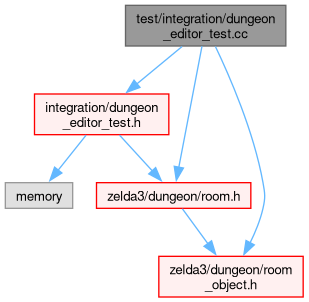 test/integration/dungeon
_editor_test.cc
integration/dungeon
_editor_test.h
memory
zelda3/dungeon/room.h
zelda3/dungeon/room
_object.h